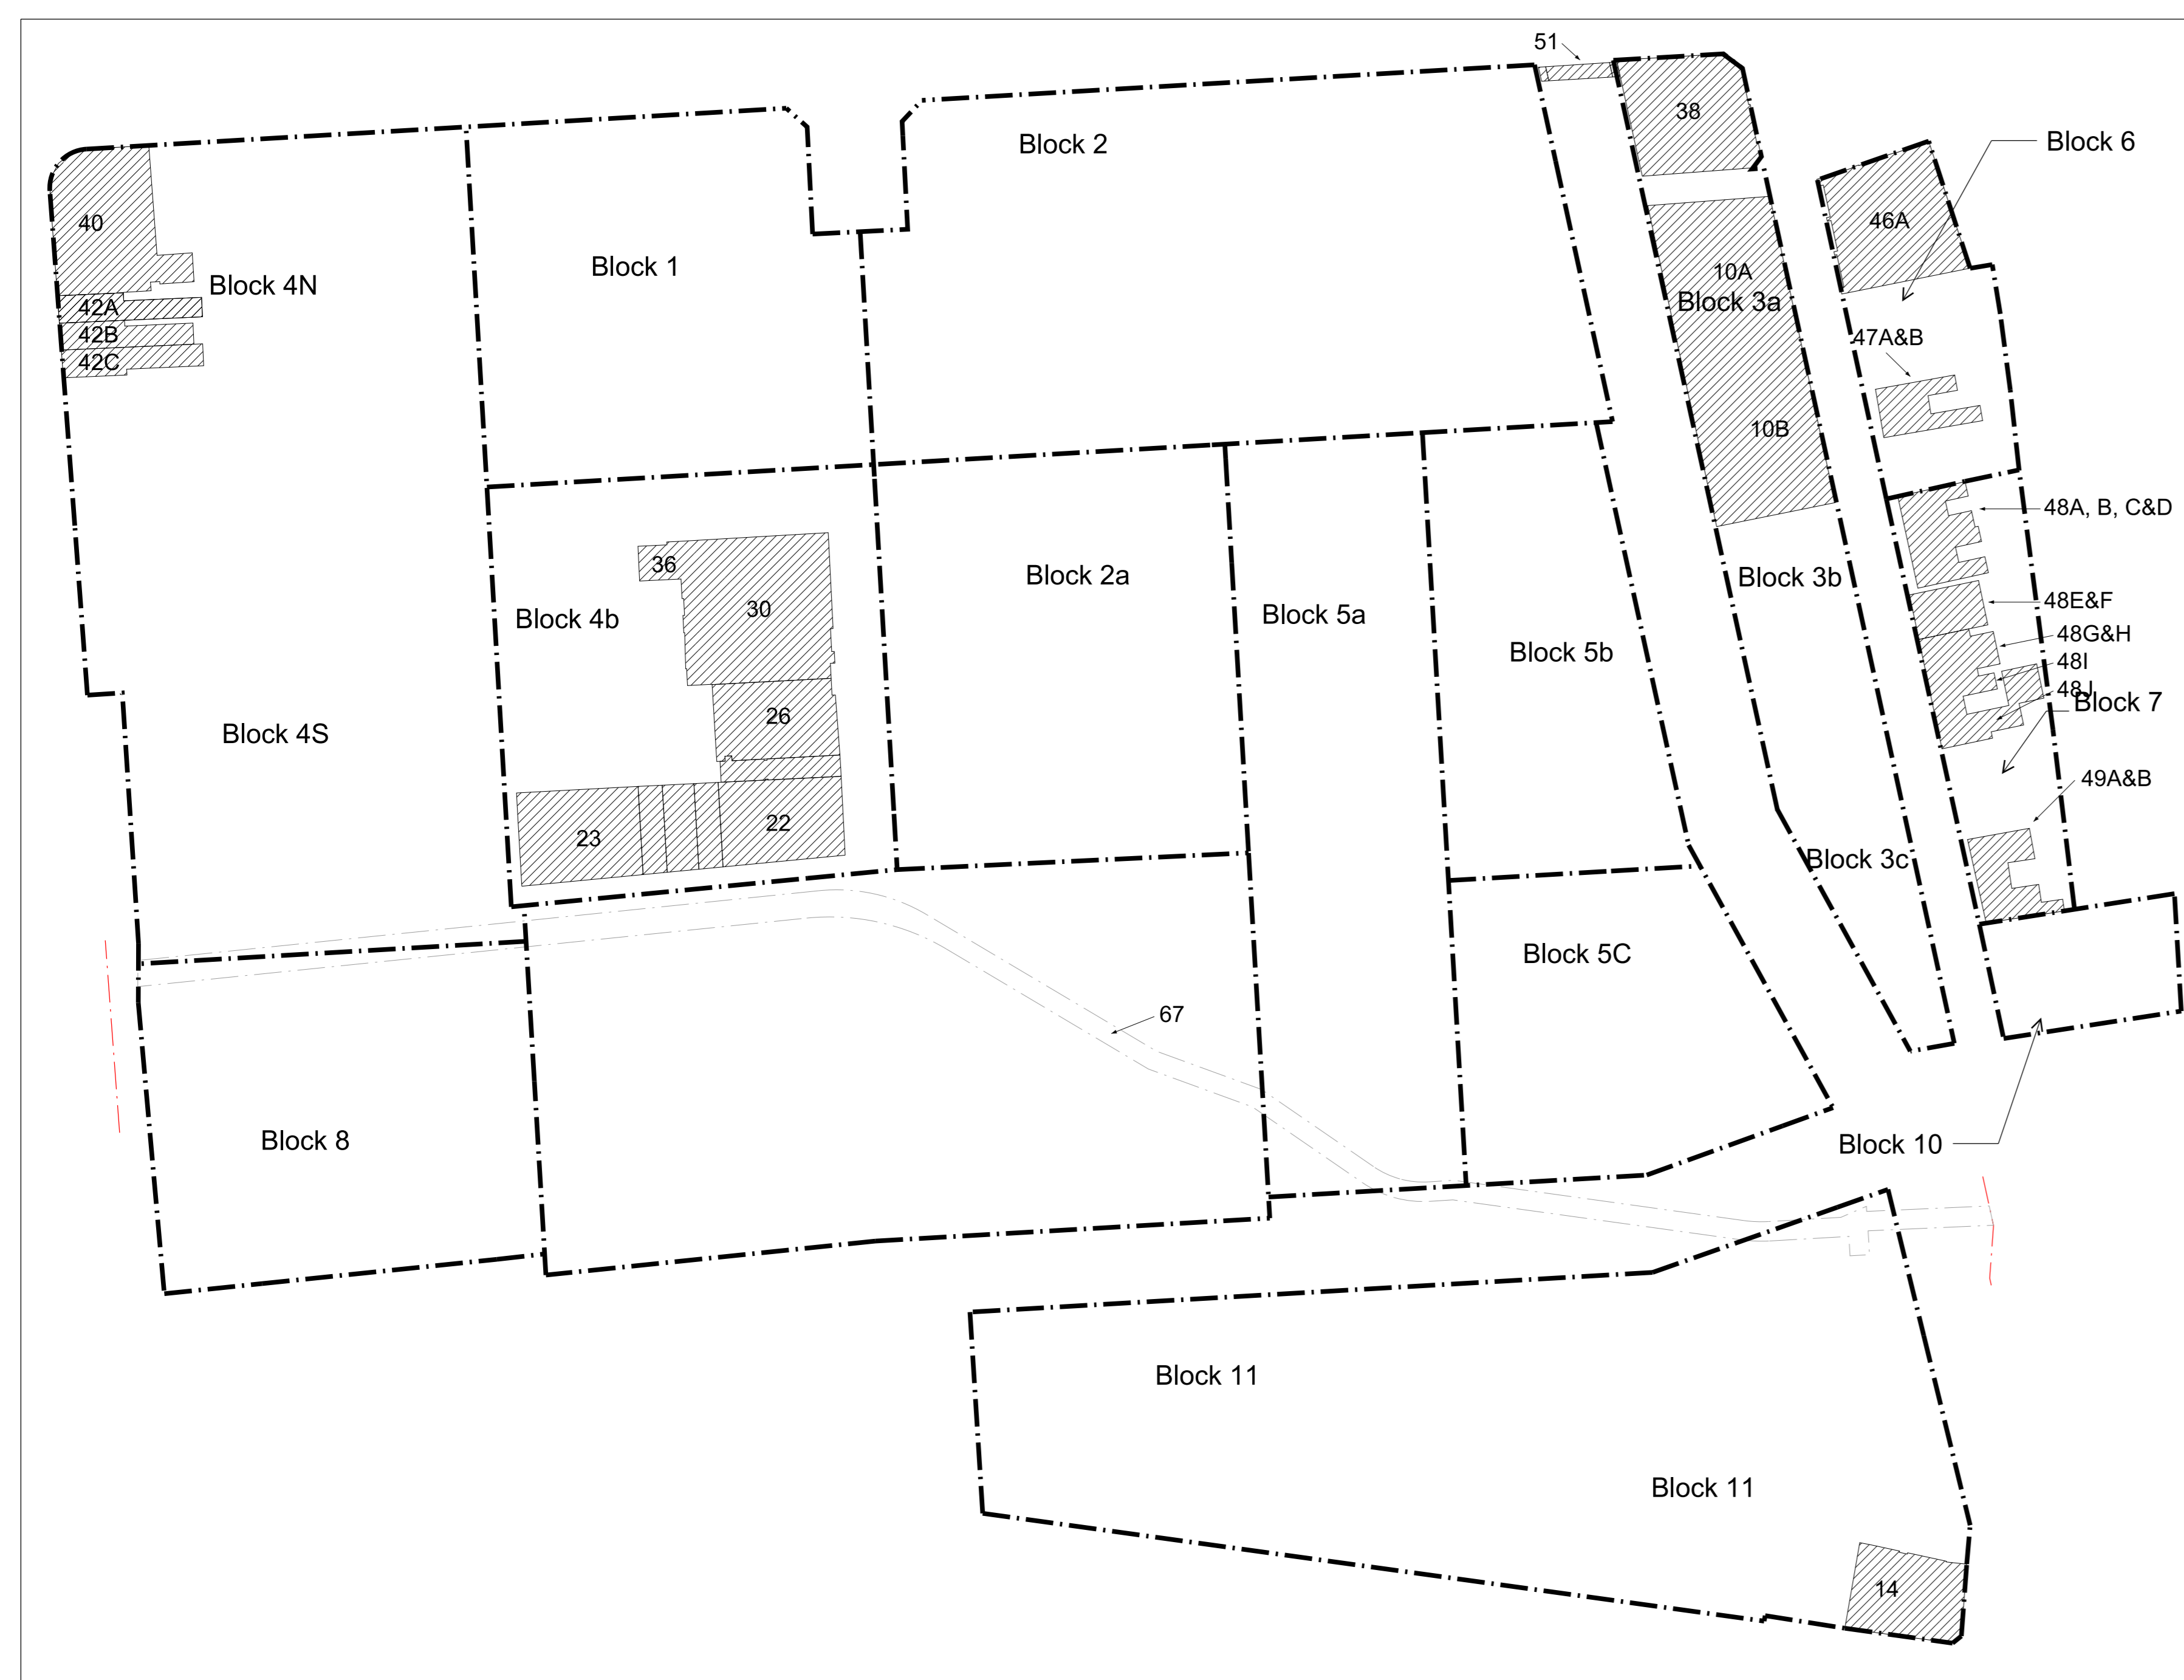 51
38
Block 2
Block 6
46A
40
Block 4N
Block 1
10A
Block 3a
42A
42B
42C
47A&B
10B
48A, B, C&D
36
30
Block 4b
Block 2a
Block 5a
Block 5b
Block 3b
48E&F
48G&H
48I
48J
Block 7
26
Block 4S
49A&B
23
22
Block 3c
Block 5C
67
Block 8
Block 10
Block 11
Block 11
14